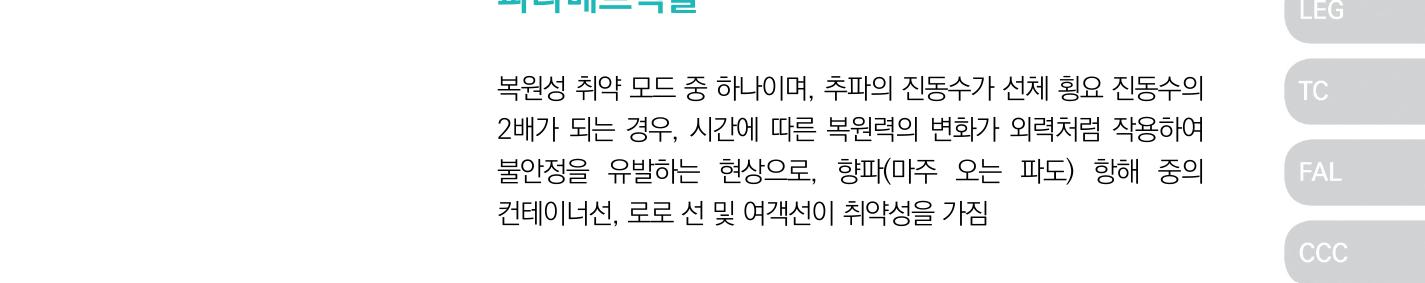 LEG
복원성 취약 모드 중 하나이며, 추파의 진동수가 선체 횡요 진동수의
2배가 되는 경우, 시간에 따른 복원력의 변화가 외력처럼 작용하여
불안정을 유발하는 현상으로, 향파(마주 오는 파도) 항해 중의
컨테이너선, 로로 선 및 여객선이 취약성을 가짐
TC
FAL
CCC